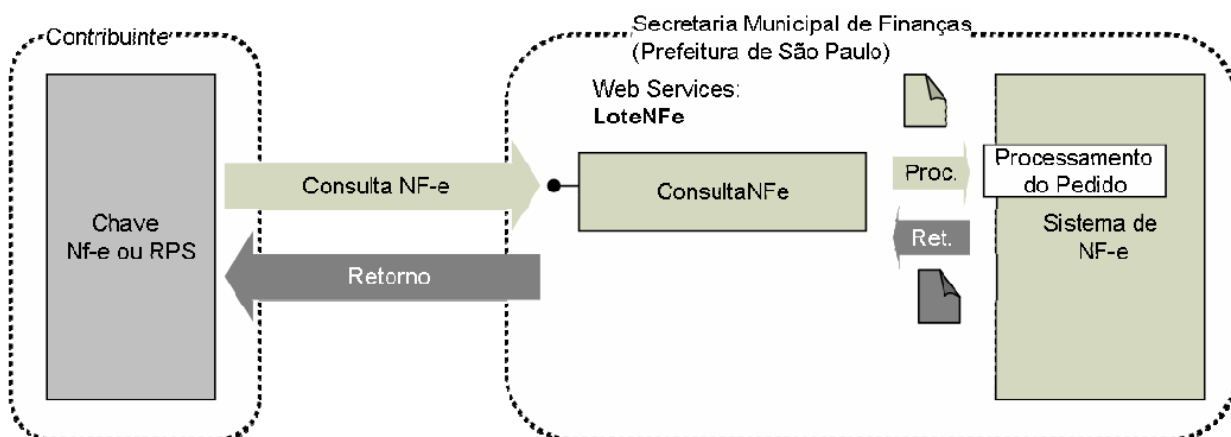 Contribuinte
Secretaria Municipal de Finanças
(Prefeitura de São Paulo)
Web Services:
LoteNFe
Chave
Nf-e ou RPS
Consulta NF-e
Retorno
ConsultaNFe
Proc.
Ret.
Processamento
do Pedido
Sistema de
NF-e